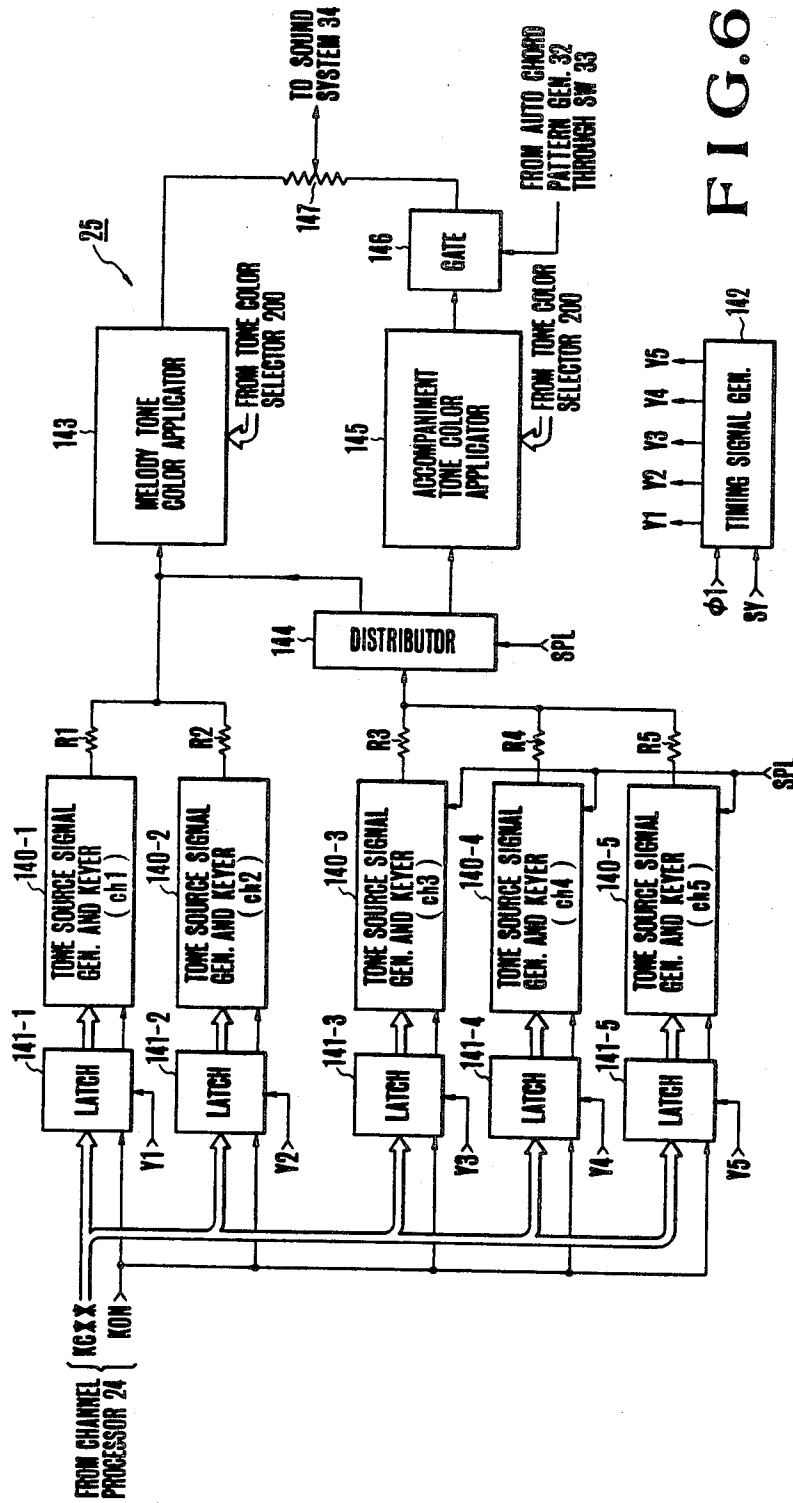 FROM CHANNEL
PROCESSOR 24
KCXX
KON
141-1
LATCH
Y1
140-1
TONE SOURCE SIGNAL
GEN. AND KEYER
(ch1)
R1
141-2
LATCH
Y2
140-2
TONE SOURCE SIGNAL
GEN. AND KEYER
(ch2)
R2
141-3
LATCH
Y3
140-3
TONE SOURCE SIGNAL
GEN. AND KEYER
(ch3)
R3
141-4
LATCH
Y4
140-4
TONE SOURCE SIGNAL
GEN. AND KEYER
(ch4)
R4
141-5
LATCH
Y5
140-5
TONE SOURCE SIGNAL
GEN. AND KEYER
(ch5)
R5
SPL
144
DISTRIBUTOR
SPL
143
MELODY TONE
COLOR APPLICATOR
FROM TONE COLOR
SELECTOR 200
25
145
ACCOMPANIMENT
TONE COLOR
APPLICATOR
FROM TONE COLOR
SELECTOR 200
146
GATE
147
TO SOUND
SYSTEM 34
FROM AUTO CHORD
PATTERN GEN. 32
THROUGH SW 33
Y1 Y2 Y3 Y4 Y5
ϕ1
SY
TIMING SIGNAL GEN.
142
FIG.6